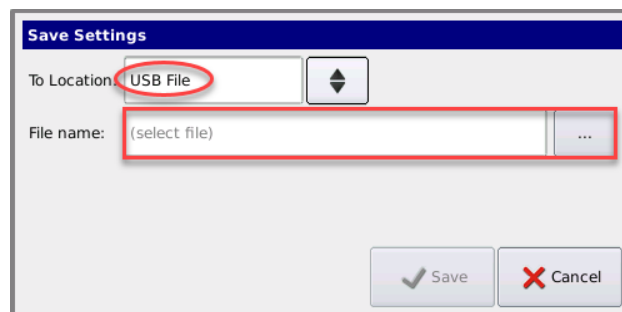 Save Settings
To Location: USB File
File name: (select file) ...
Save Cancel